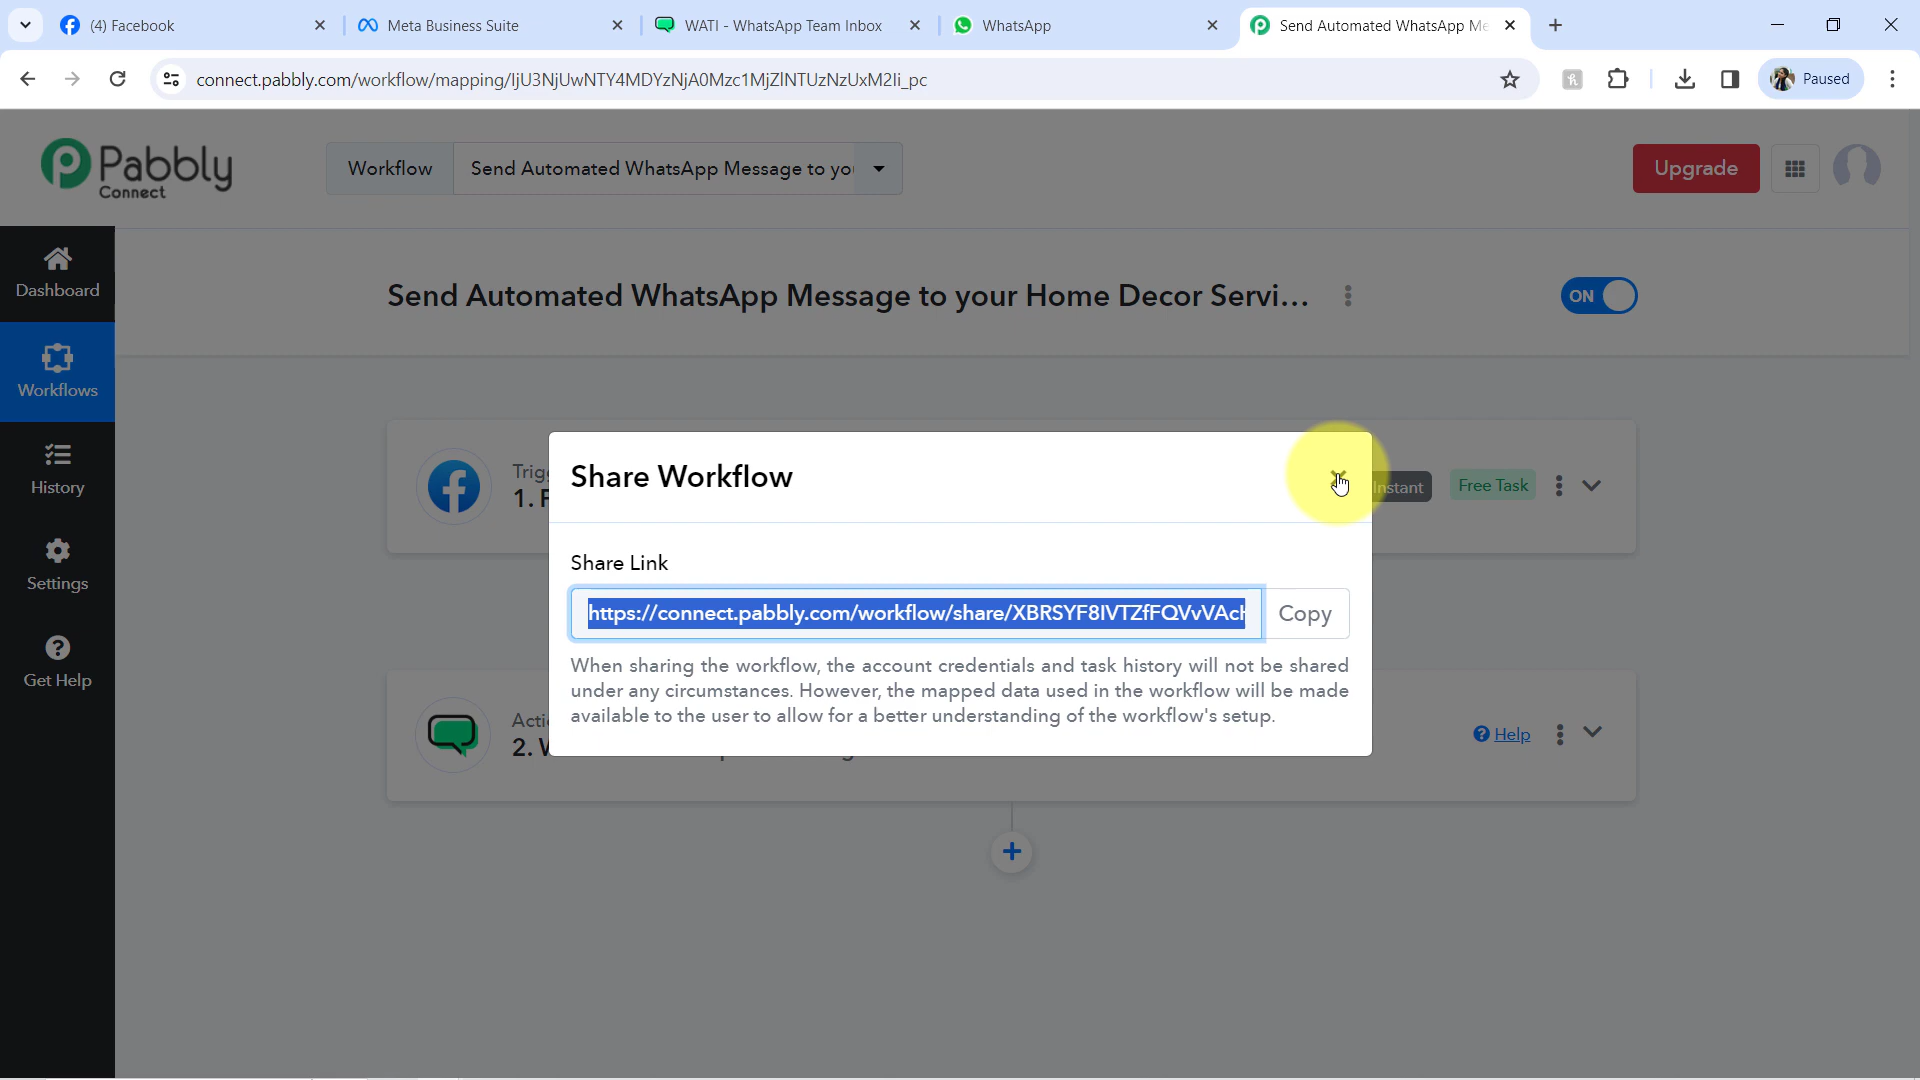 (4) Facebook
Meta Business Suite
WATI - WhatsApp Team Inbox
WhatsApp
Send Automated WhatsApp Me
connect.pabbly.com/workflow/mapping/IjU3NjUwNTY4MDYzNjA0Mzc1MjZlNTUzNzUxM2Ii_pc
Paused
Pabbly
Connect
Workflow
Send Automated WhatsApp Message to yo
Upgrade
Dashboard
Workflows
History
Settings
Get Help
Send Automated WhatsApp Message to your Home Decor Servi...
ON
Instant
Free Task
Share Workflow
Share Link
https://connect.pabbly.com/workflow/share/XBRSYF8IVTZfFQVvVAcH
Copy
When sharing the workflow, the account credentials and task history will not be shared
under any circumstances. However, the mapped data used in the workflow will be made
available to the user to allow for a better understanding of the workflow's setup.
1.
2.
Help